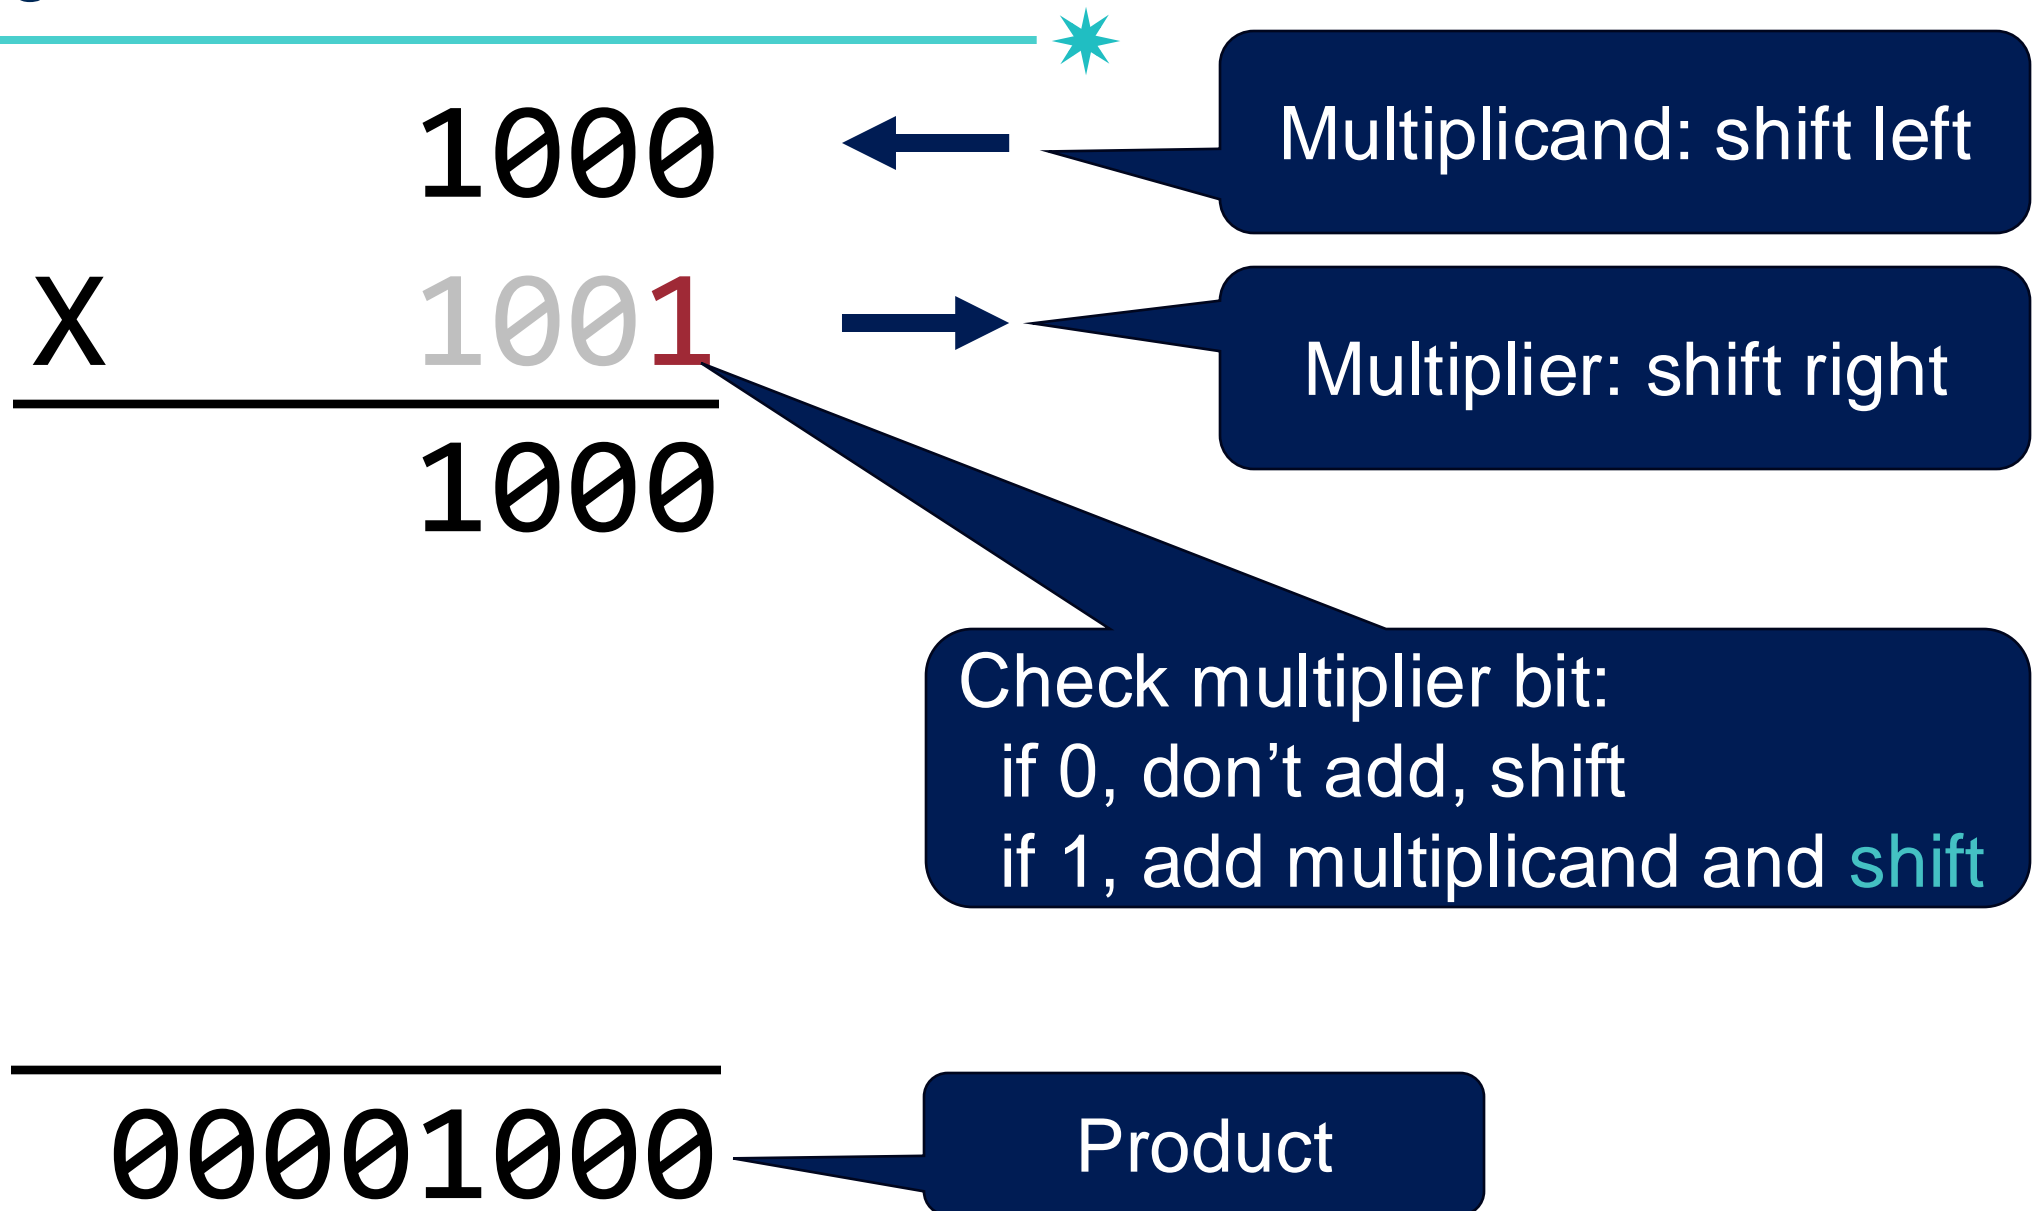 1000
Multiplicand: shift left
X 1001
Multiplier: shift right
1000
Check multiplier bit:
if 0, don’t add, shift
if 1, add multiplicand and shift
00001000
Product